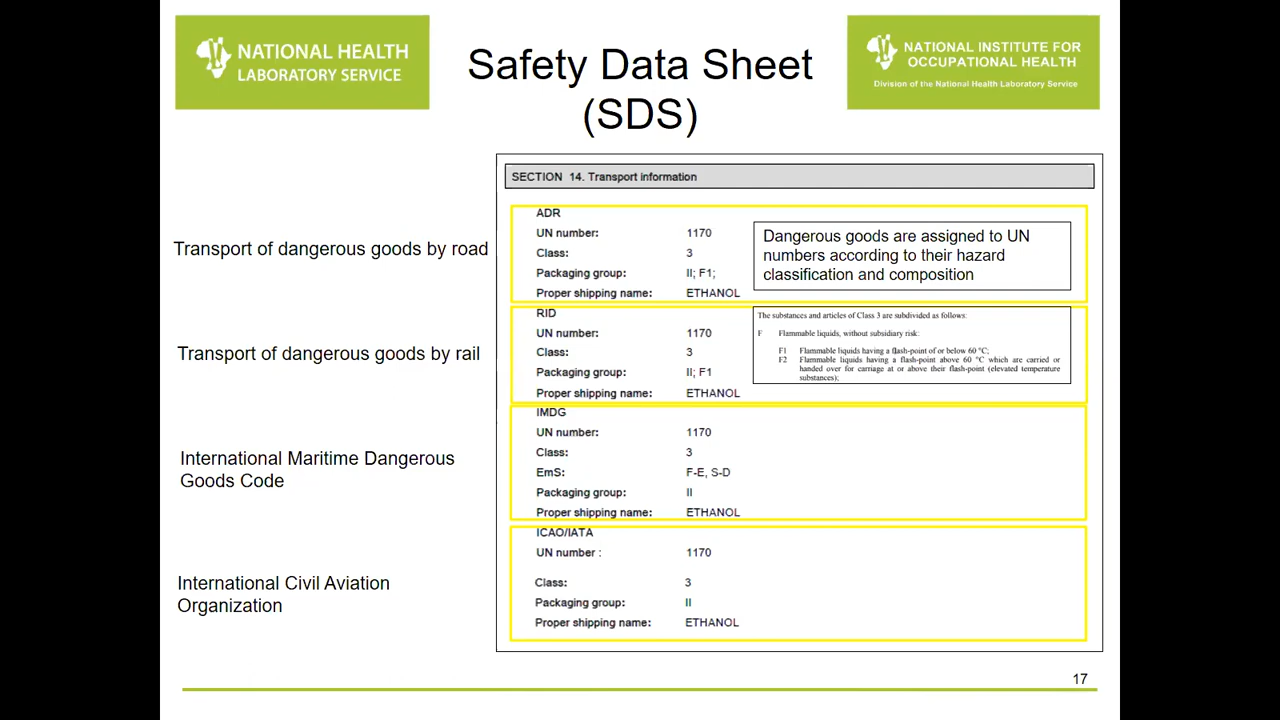 NATIONAL HEALTH
LABORATORY SERVICE
Safety Data Sheet
(SDS)
NATIONAL INSTITUTE FOR
OCCUPATIONAL HEALTH
Division of the National Health Laboratory Service
SECTION 14. Transport information
Transport of dangerous goods by road
ADR
UN number: 1170
Class: 3
Packaging group: II; F1;
Proper shipping name: ETHANOL
Dangerous goods are assigned to UN
numbers according to their hazard
classification and composition
Transport of dangerous goods by rail
RID
UN number: 1170
Class: 3
Packaging group: II; F1
Proper shipping name: ETHANOL
The substances and articles of Class 3 are subdivided as follows:
F Flammable liquids, without subsidiary risk:
F1 Flammable liquids having a flash-point of or below 60 °C;
F2 Flammable liquids having a flash-point above 60 °C which are carried or
handed over for carriage at or above their flash-point (elevated temperature
substances);
International Maritime Dangerous
Goods Code
IMDG
UN number: 1170
Class: 3
EmS: F-E, S-D
Packaging group: II
Proper shipping name: ETHANOL
International Civil Aviation
Organization
ICAO/IATA
UN number : 1170
Class: 3
Packaging group: II
Proper shipping name: ETHANOL
17